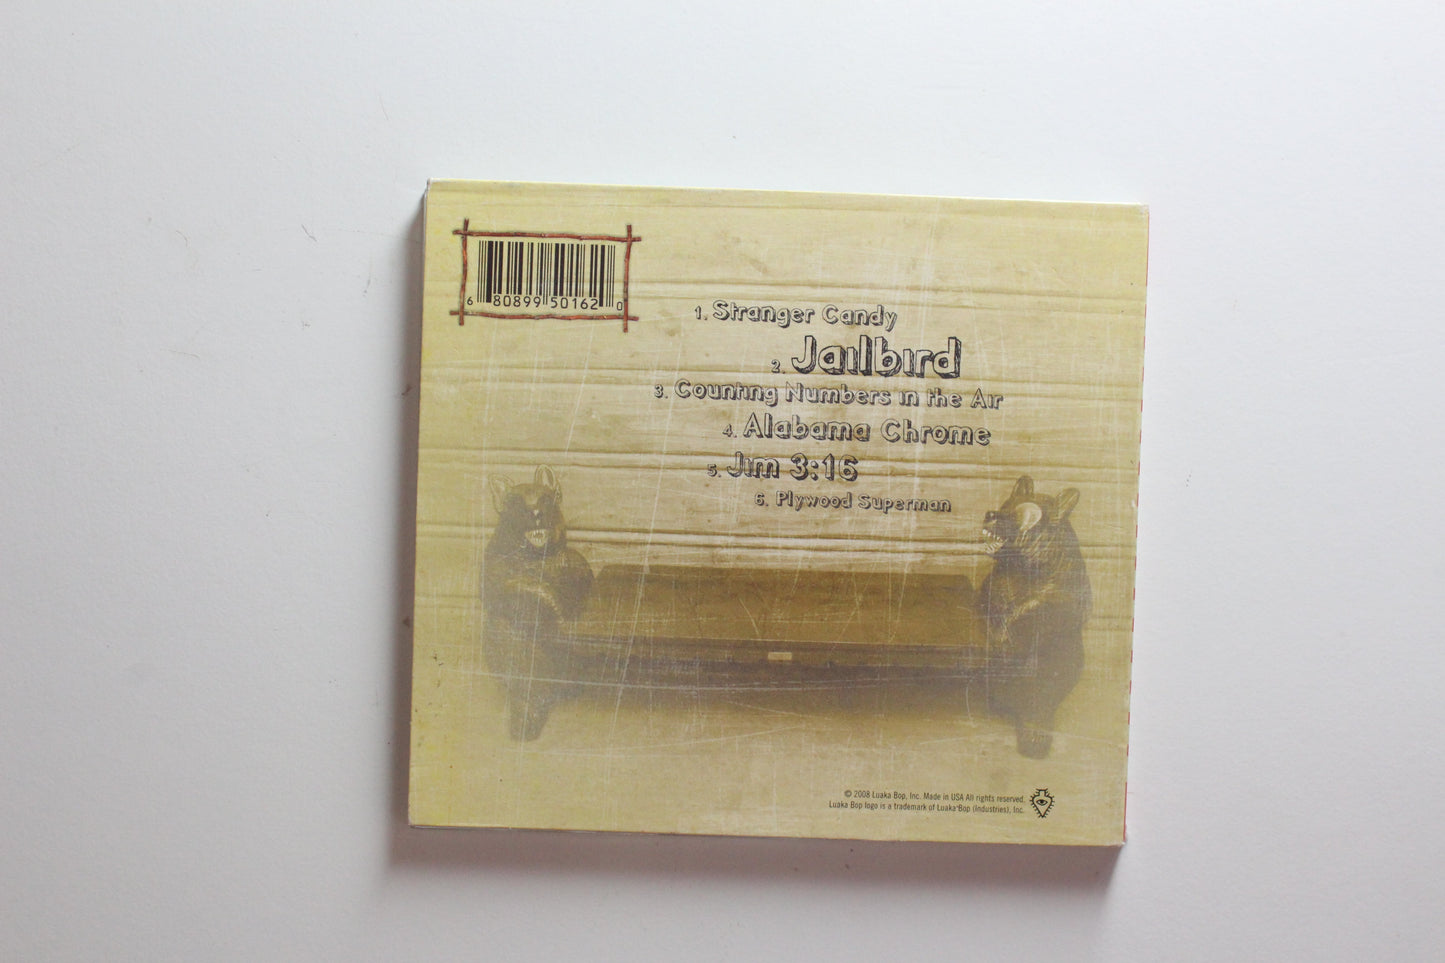 6 80899 50162 0
1. Stranger Candy
2. Jailbird
3. Counting Numbers in the Air
4. Alabama Chrome
5. Jim 3:16
6. Plywood Superman
© 2008 Luaka Bop, Inc. Made in USA All rights reserved.
Luaka Bop logo is a trademark of Luaka Bop (Industries), Inc.